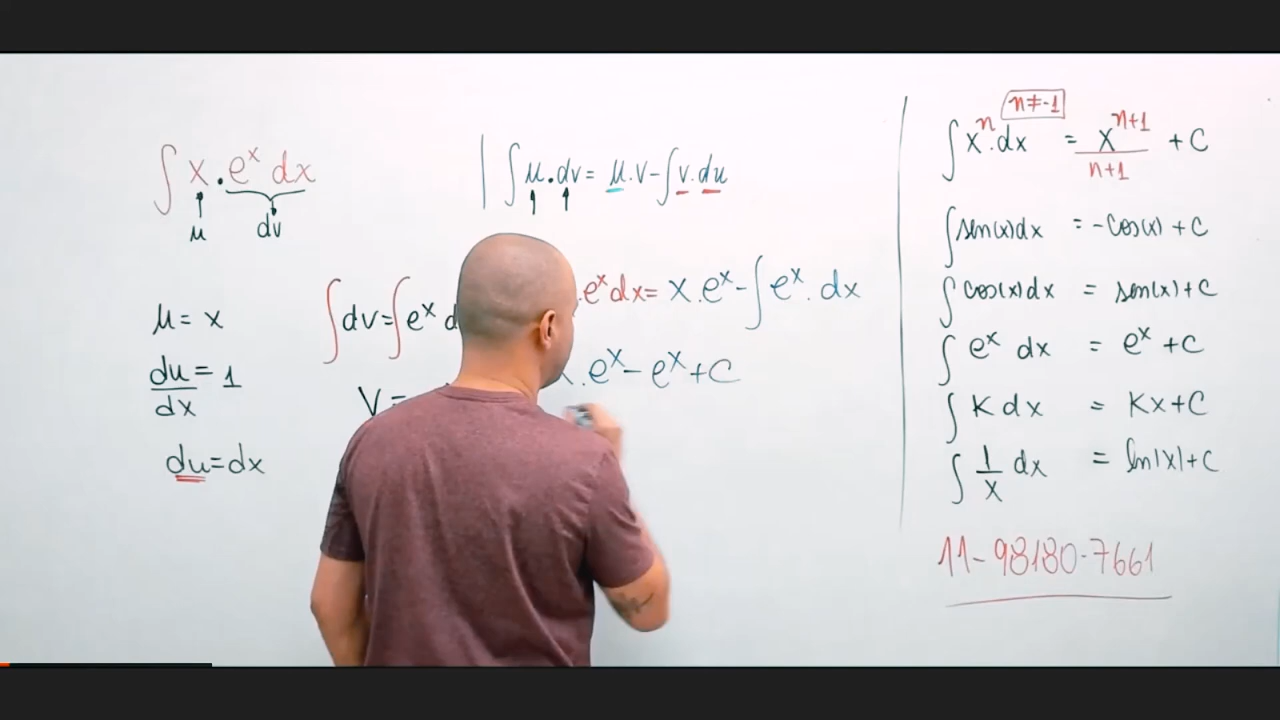 ∫ x . eˣ dx
μ dv
μ = x
du/dx = 1
du = dx
| ∫ μ . dv = μ . v - ∫ v . du
∫ dv = ∫ eˣ d
V =
. eˣ dx = x . eˣ - ∫ eˣ . dx
. eˣ - eˣ + C
n ≠ -1
∫ xⁿ . dx = xⁿ⁺¹/n+1 + C
∫ sen(x) dx = -cos(x) + C
∫ cos(x) dx = sen(x) + C
∫ eˣ dx = eˣ + C
∫ K dx = Kx + C
∫ 1/x dx = ln|x| + C
11-98180-7661